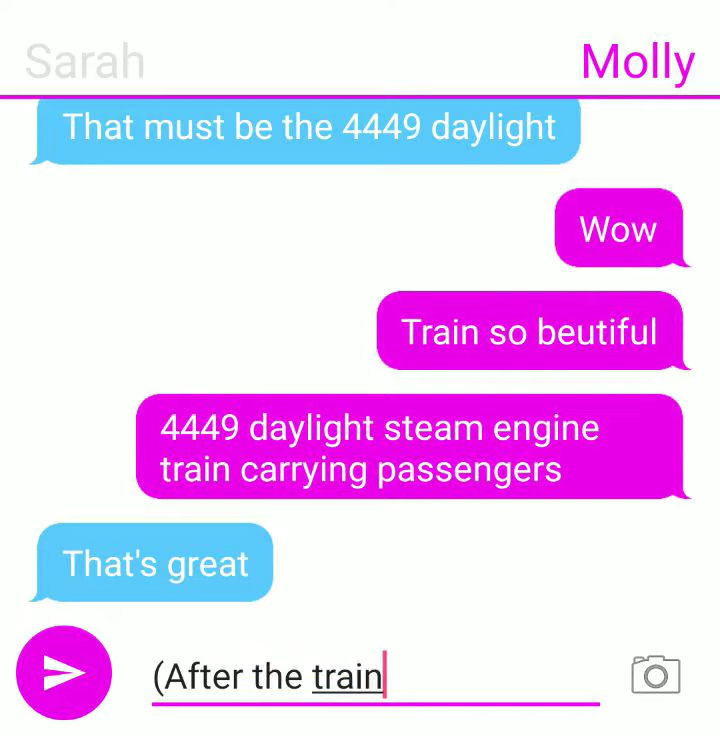 Sarah
Molly
That must be the 4449 daylight
Wow
Train so beutiful
4449 daylight steam engine
train carrying passengers
That's great
(After the train